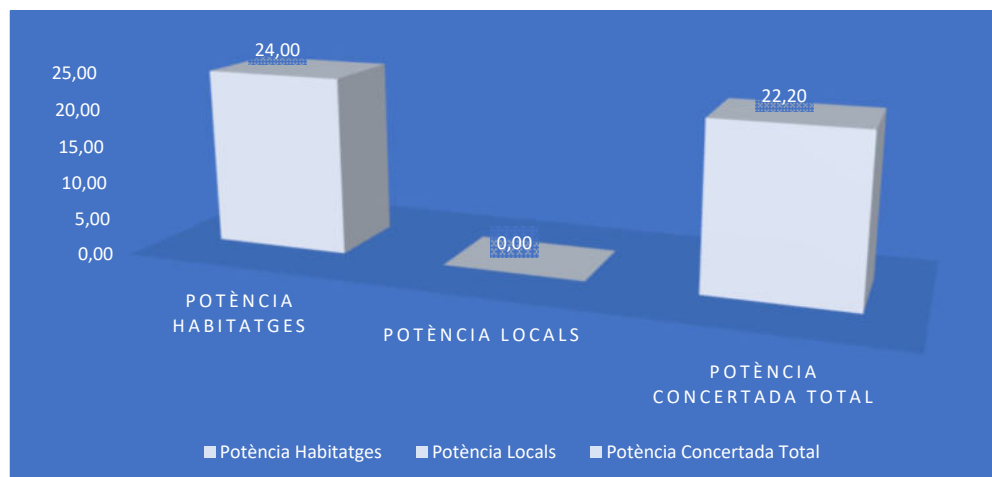 24,00
25,00
22,20
20,00
15,00
10,00
5,00
0,00
0,00
POTÈNCIA
HABITATGES
POTÈNCIA LOCALS
POTÈNCIA
CONCERTADA TOTAL
Potència Habitatges
Potència Locals
Potència Concertada Total